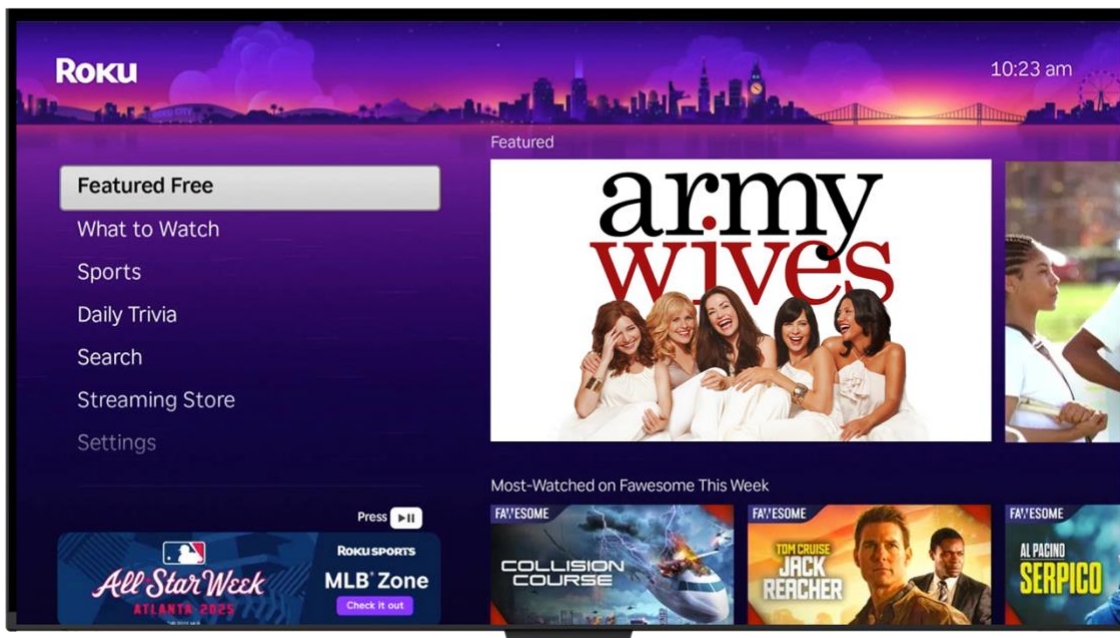 Roku
10:23 am
Featured Free
What to Watch
Sports
Daily Trivia
Search
Streaming Store
Settings
Press
All-Star Week
ATLANTA 2025
ROKU SPORTS
MLB® Zone
Check it out
Featured
army
wives
Most-Watched on Fawesome This Week
FAWESOME
COLLISION
COURSE
FAWESOME
TOM CRUISE
JACK
REACHER
FAWESOME
AL PACINO
SERPICO